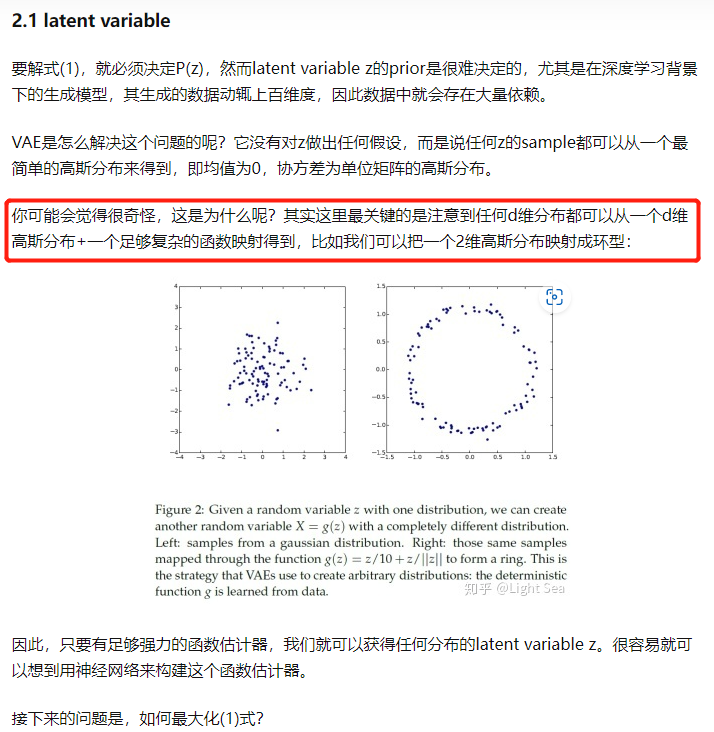 2.1 latent variable
要解式(1)，就必须决定P(z)，然而latent variable z的prior是很难决定的，尤其是在深度学习背景
下的生成模型，其生成的数据动辄上百维度，因此数据中就会存在大量依赖。
VAE是怎么解决这个问题的呢？它没有对z做出任何假设，而是说任何z的sample都可以从一个最
简单的高斯分布来得到，即均值为0，协方差为单位矩阵的高斯分布。
你可能会觉得很奇怪，这是为什么呢？其实这里最关键的是注意到任何d维分布都可以从一个d维
高斯分布+一个足够复杂的函数映射得到，比如我们可以把一个2维高斯分布映射成环型：
4
3
2
1
0
−1
−2
−3
−4
−4 −3 −2 −1 0 1 2 3 4
1.5
1.0
0.5
0.0
−0.5
−1.0
−1.5
−1.5 −1.0 −0.5 0.0 0.5 1.0 1.5
Figure 2: Given a random variable z with one distribution, we can create
another random variable X = g(z) with a completely different distribution.
Left: samples from a gaussian distribution. Right: those same samples
mapped through the function g(z) = z/10 + z/||z|| to form a ring. This is
the strategy that VAEs use to create arbitrary distributions: the deterministic
function g is learned from data.
知乎 @Light Sea
因此，只要有足够强力的函数估计器，我们就可以获得任何分布的latent variable z。很容易就可
以想到用神经网络来构建这个函数估计器。
接下来的问题是，如何最大化(1)式？